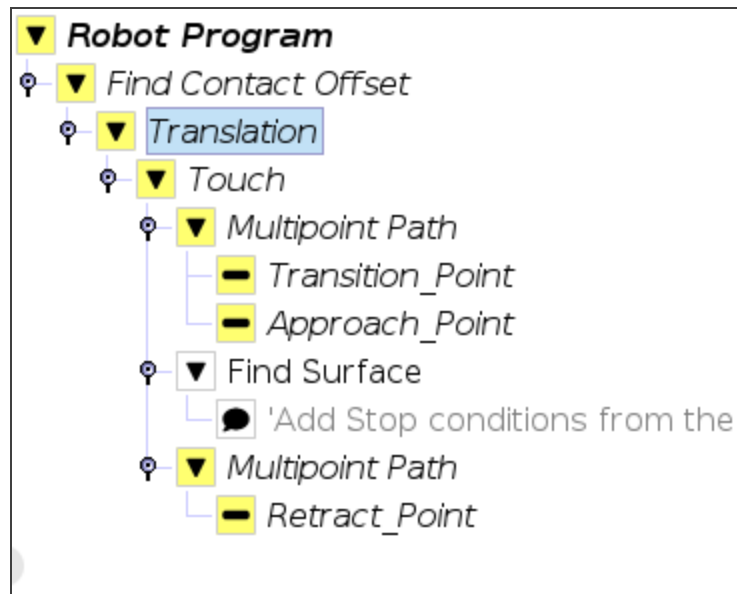 Robot Program
Find Contact Offset
Translation
Touch
Multipoint Path
Transition_Point
Approach_Point
Find Surface
'Add Stop conditions from the
Multipoint Path
Retract_Point